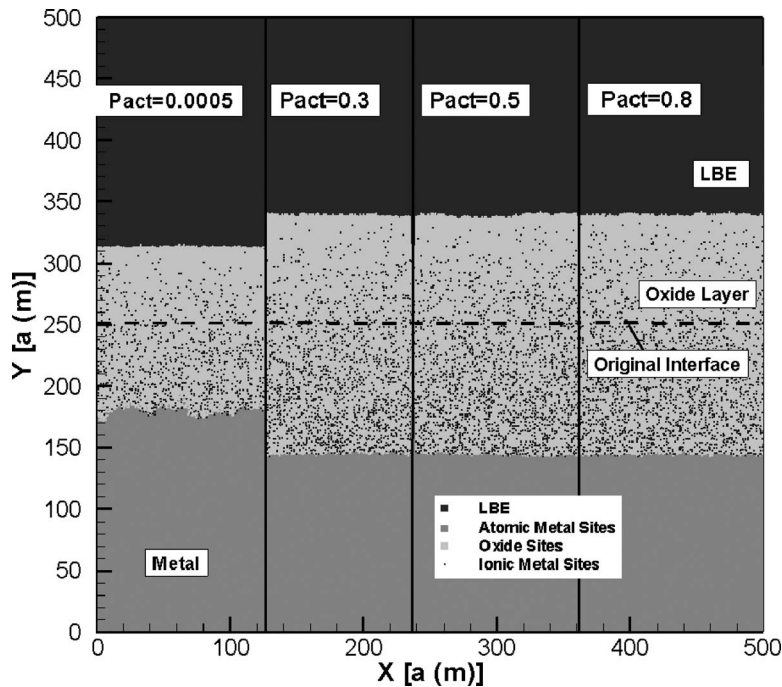 500
450
400
350
300
250
200
150
100
50
0
Y [a (m)]
Pact=0.0005
Pact=0.3
Pact=0.5
Pact=0.8
LBE
Oxide Layer
Original Interface
LBE
Atomic Metal Sites
Oxide Sites
Ionic Metal Sites
Metal
0
100
200
300
400
500
X [a (m)]